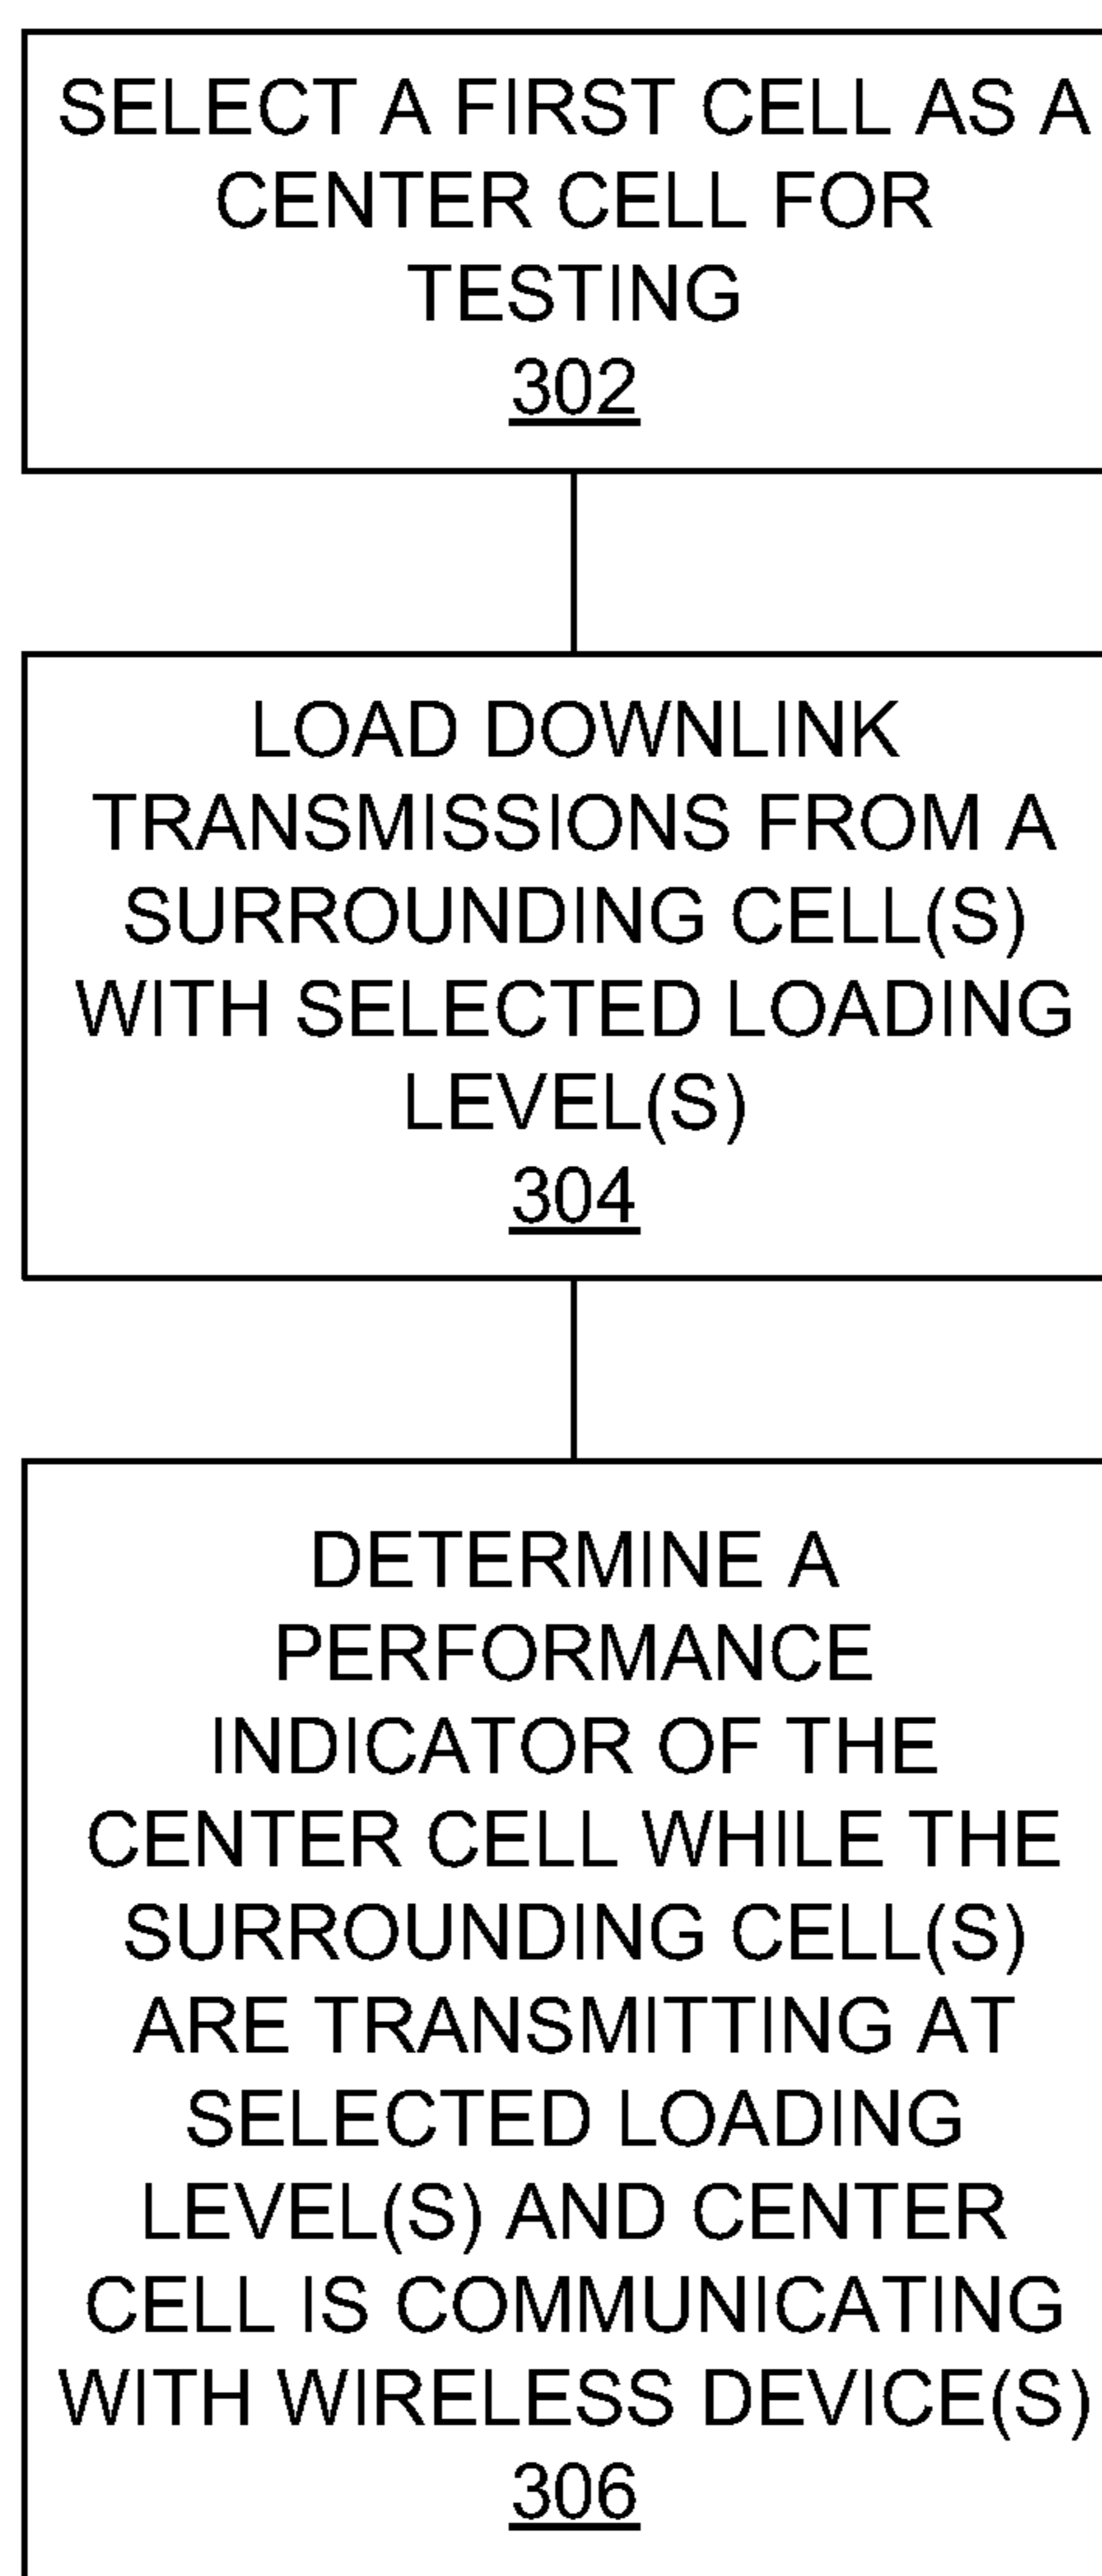 SELECT A FIRST CELL AS A
CENTER CELL FOR
TESTING
302
LOAD DOWNLINK
TRANSMISSIONS FROM A
SURROUNDING CELL(S)
WITH SELECTED LOADING
LEVEL(S)
304
DETERMINE A
PERFORMANCE
INDICATOR OF THE
CENTER CELL WHILE THE
SURROUNDING CELL(S)
ARE TRANSMITTING AT
SELECTED LOADING
LEVEL(S) AND CENTER
CELL IS COMMUNICATING
WITH WIRELESS DEVICE(S)
306